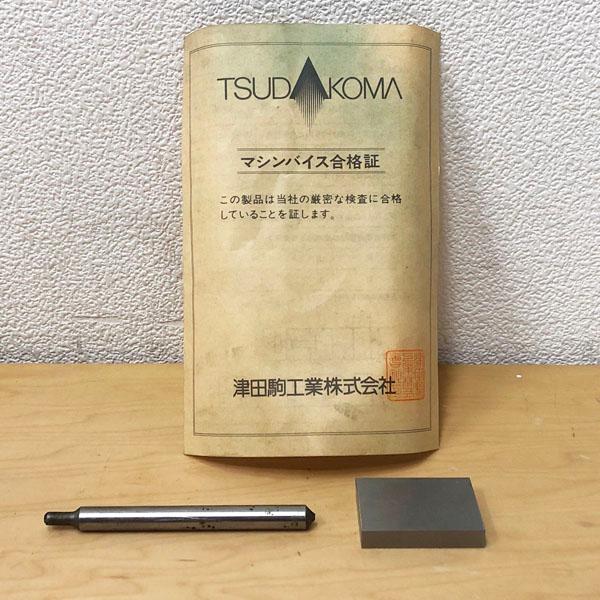 TSUDAKOMA
マシンバイス合格証
この製品は当社の厳密な検査に合格
していることを証します。
津田駒工業株式会社